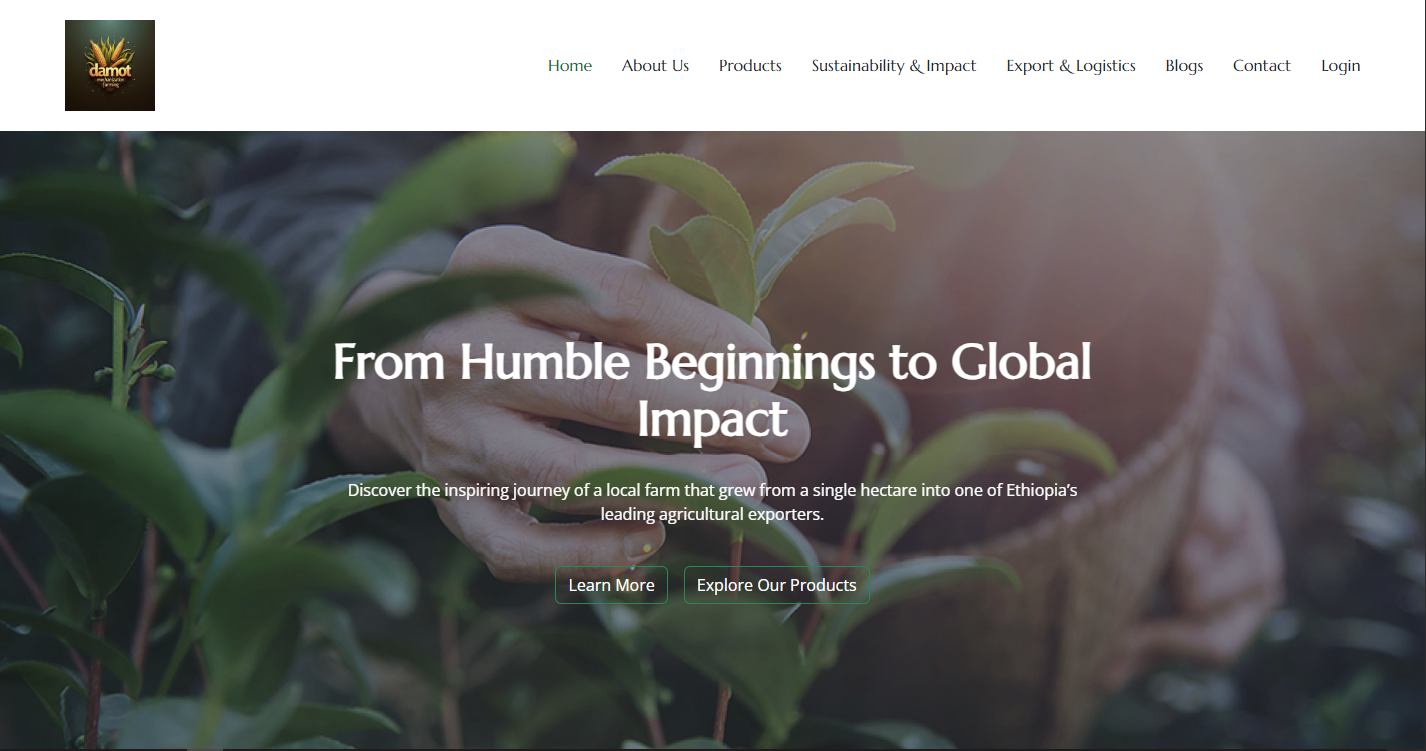 damot
mechanization
farming
Home About Us Products Sustainability & Impact Export & Logistics Blogs Contact Login
From Humble Beginnings to Global
Impact
Discover the inspiring journey of a local farm that grew from a single hectare into one of Ethiopia’s
leading agricultural exporters.
Learn More Explore Our Products